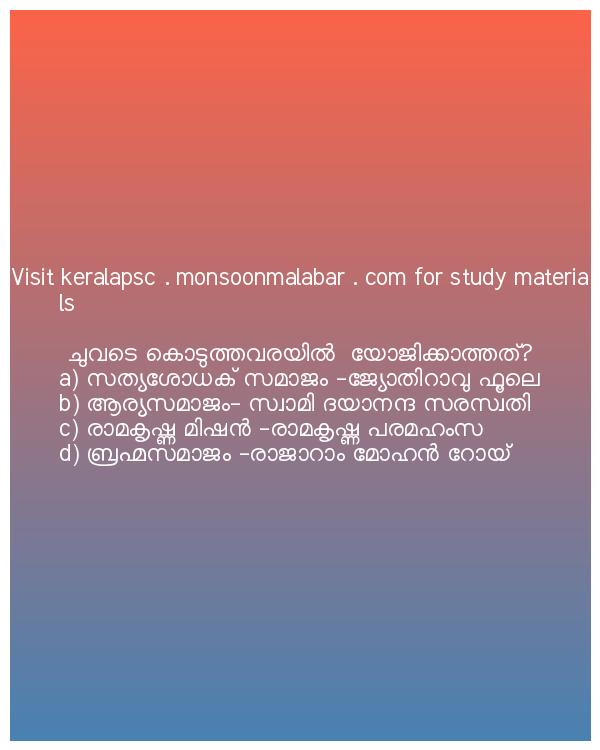 Visit keralapsc . monsoonmalabar . com for study materia
ls
ചുവടെ കൊടുത്തവരയിൽ  യോജിക്കാത്തത്?
a) സത്യശോധക് സമാജം -ജ്യോതിറാവു ഫൂലെ
b) ആര്യസമാജം- സ്വാമി ദയാനന്ദ സരസ്വതി
c) രാമകൃഷ്ണ മിഷൻ -രാമകൃഷ്ണ പരമഹംസ
d) ബ്രഹ്മസമാജം -രാജാറാം മോഹൻ റോയ്